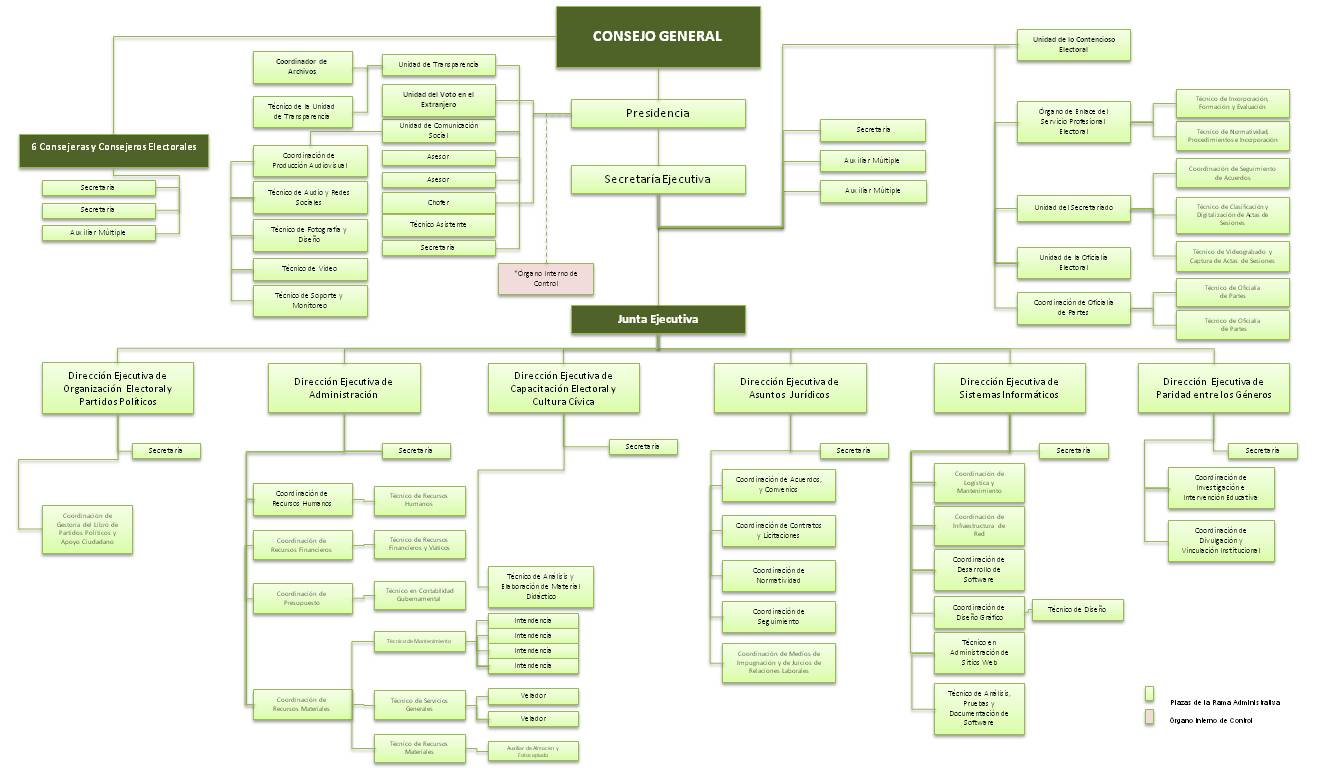 CONSEJO GENERAL
6 Consejeras y Consejeros Electorales
Secretaría
Secretaría
Auxiliar Múltiple
Coordinador de
Archivos
Técnico de la Unidad
de Transparencia
Coordinación de
Producción Audiovisual
Técnico de Audio y Redes
Sociales
Técnico de Fotografía y
Diseño
Técnico de Video
Técnico de Soporte y
Monitoreo
Unidad de Transparencia
Unidad del Voto en el
Extranjero
Unidad de Comunicación
Social
Asesor
Asesor
Chofer
Técnico Asistente
Secretaría
Presidencia
Secretaría Ejecutiva
*Órgano Interno de
Control
Secretaría
Auxiliar Múltiple
Auxiliar Múltiple
Unidad de lo Contencioso
Electoral
Órgano de Enlace del
Servicio Profesional
Electoral
Unidad del Secretariado
Unidad de la Oficialía
Electoral
Coordinación de Oficialía
de Partes
Técnico de Incorporación,
Formación y Evaluación
Técnico de Normatividad,
Procedimientos e Incorporación
Coordinación de Seguimiento
de Acuerdos
Técnico de Clasificación y
Digitalización de Actas de
Sesiones
Técnico de Videograbado y
Captura de Actas de Sesiones
Técnico de Oficialía
de Partes
Técnico de Oficialía
de Partes
Junta Ejecutiva
Dirección Ejecutiva de
Organización Electoral y
Partidos Políticos
Secretaría
Coordinación de
Gestoría del Libro de
Partidos Políticos y
Apoyo Ciudadano
Dirección Ejecutiva de
Administración
Secretaría
Coordinación de
Recursos Humanos
Técnico de Recursos
Humanos
Coordinación de
Recursos Financieros
Técnico de Recursos
Financieros y Viáticos
Coordinación de
Presupuesto
Técnico en Contabilidad
Gubernamental
Coordinación de
Recursos Materiales
Técnico de Mantenimiento
Intendencia
Intendencia
Intendencia
Intendencia
Técnico de Servicios
Generales
Velador
Velador
Técnico de Recursos
Materiales
Auxiliar de Almacén y
Fotocopiado
Dirección Ejecutiva de
Capacitación Electoral y
Cultura Cívica
Secretaría
Técnico de Análisis y
Elaboración de Material
Didáctico
Dirección Ejecutiva de
Asuntos Jurídicos
Secretaría
Coordinación de Acuerdos,
y Convenios
Coordinación de Contratos
y Licitaciones
Coordinación de
Normatividad
Coordinación de
Seguimiento
Coordinación de Medios de
Impugnación y de Juicios de
Relaciones Laborales
Dirección Ejecutiva de
Sistemas Informáticos
Secretaría
Coordinación de
Logística y
Mantenimiento
Coordinación de
Infraestructura de
Red
Coordinación de
Desarrollo de
Software
Coordinación de
Diseño Gráfico
Técnico de Diseño
Técnico en
Administración de
Sitios Web
Técnico de Análisis,
Pruebas y
Documentación de
Software
Dirección Ejecutiva de
Paridad entre los Géneros
Secretaría
Coordinación de
Investigación e
Intervención Educativa
Coordinación de
Divulgación y
Vinculación Institucional
Plazas de la Rama Administrativa
Órgano Interno de Control